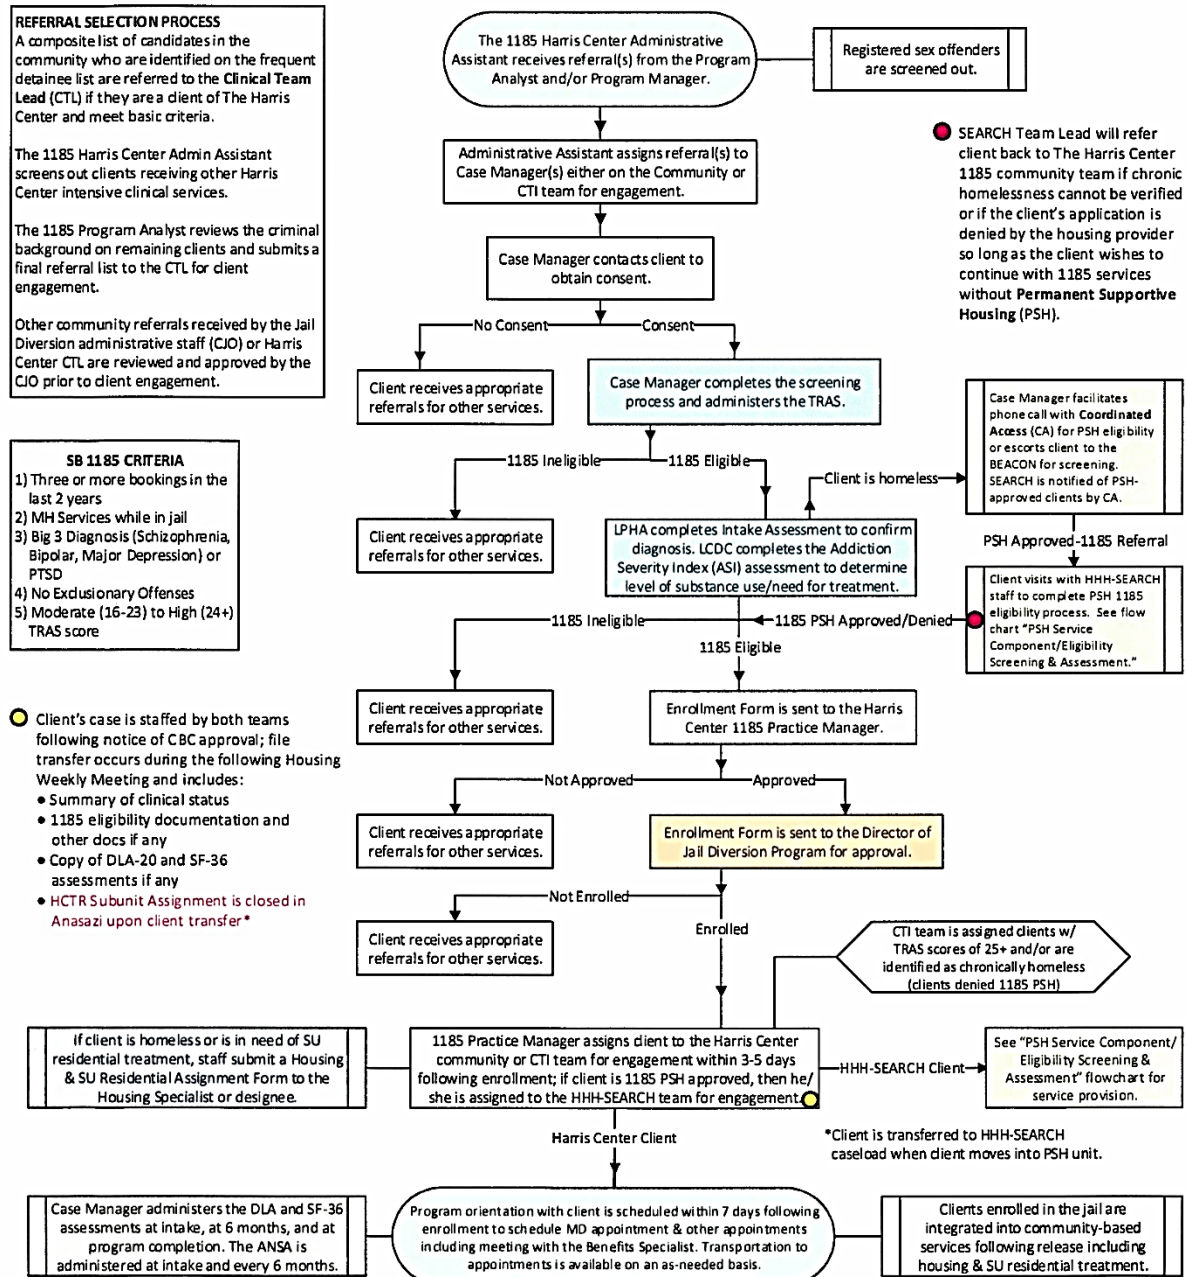 REFERRAL SELECTION PROCESS
A composite list of candidates in the
community who are identified on the frequent
detainee list are referred to the Clinical Team
Lead (CTL) if they are a client of The Harris
Center and meet basic criteria.
The 1185 Harris Center Admin Assistant
screens out clients receiving other Harris
Center intensive clinical services.
The 1185 Program Analyst reviews the criminal
background on remaining clients and submits a
final referral list to the CTL for client
engagement.
Other community referrals received by the Jail
Diversion administrative staff (CJO) or Harris
Center CTL are reviewed and approved by the
CJO prior to client engagement.
The 1185 Harris Center Administrative
Assistant receives referral(s) from the Program
Analyst and/or Program Manager.
Registered sex offenders
are screened out.
Administrative Assistant assigns referral(s) to
Case Manager(s) either on the Community or
CTI team for engagement.
SEARCH Team Lead will refer
client back to The Harris Center
1185 community team if chronic
homelessness cannot be verified
or if the client's application is
denied by the housing provider
so long as the client wishes to
continue with 1185 services
without Permanent Supportive
Housing (PSH).
Case Manager contacts client to
obtain consent.
No Consent
Consent
Client receives appropriate
referrals for other services.
Case Manager completes the screening
process and administers the TRAS.
Case Manager facilitates
phone call with Coordinated
Access (CA) for PSH eligibility
or escorts client to the
BEACON for screening.
SEARCH is notified of PSH-
approved clients by CA.
SB 1185 CRITERIA
1) Three or more bookings in the
last 2 years
2) MH Services while in jail
3) Big 3 Diagnosis (Schizophrenia,
Bipolar, Major Depression) or
PTSD
4) No Exclusionary Offenses
5) Moderate (16-23) to High (24+)
TRAS score
1185 Ineligible
1185 Eligible
Client is homeless
Client receives appropriate
referrals for other services.
LPHA completes Intake Assessment to confirm
diagnosis. LCDC completes the Addiction
Severity Index (ASI) assessment to determine
level of substance use/need for treatment.
PSH Approved-1185 Referral
Client visits with HHH-SEARCH
staff to complete PSH 1185
eligibility process. See flow
chart "PSH Service
Component/Eligibility
Screening & Assessment."
1185 Ineligible
1185 PSH Approved/Denied
1185 Eligible
Client receives appropriate
referrals for other services.
Enrollment Form is sent to the Harris
Center 1185 Practice Manager.
Client's case is staffed by both teams
following notice of CBC approval; file
transfer occurs during the following Housing
Weekly Meeting and includes:
• Summary of clinical status
• 1185 eligibility documentation and
other docs if any
• Copy of DLA-20 and SF-36
assessments if any
• HCTR Subunit Assignment is closed in
Anasazi upon client transfer*
Not Approved
Approved
Client receives appropriate
referrals for other services.
Enrollment Form is sent to the Director of
Jail Diversion Program for approval.
Not Enrolled
Enrolled
Client receives appropriate
referrals for other services.
CTI team is assigned clients w/
TRAS scores of 25+ and/or are
identified as chronically homeless
(clients denied 1185 PSH)
If client is homeless or is in need of SU
residential treatment, staff submit a Housing
& SU Residential Assignment Form to the
Housing Specialist or designee.
1185 Practice Manager assigns client to the Harris Center
community or CTI team for engagement within 3-5 days
following enrollment; if client is 1185 PSH approved, then he/
she is assigned to the HHH-SEARCH team for engagement.
HHH-SEARCH Client
See "PSH Service Component/
Eligibility Screening &
Assessment" flowchart for
service provision.
Harris Center Client
*Client is transferred to HHH-SEARCH
caseload when client moves into PSH unit.
Case Manager administers the DLA and SF-36
assessments at intake, at 6 months, and at
program completion. The ANSA is
administered at intake and every 6 months.
Program orientation with client is scheduled within 7 days following
enrollment to schedule MD appointment & other appointments
including meeting with the Benefits Specialist. Transportation to
appointments is available on an as-needed basis.
Clients enrolled in the jail are
integrated into community-based
services following release including
housing & SU residential treatment.